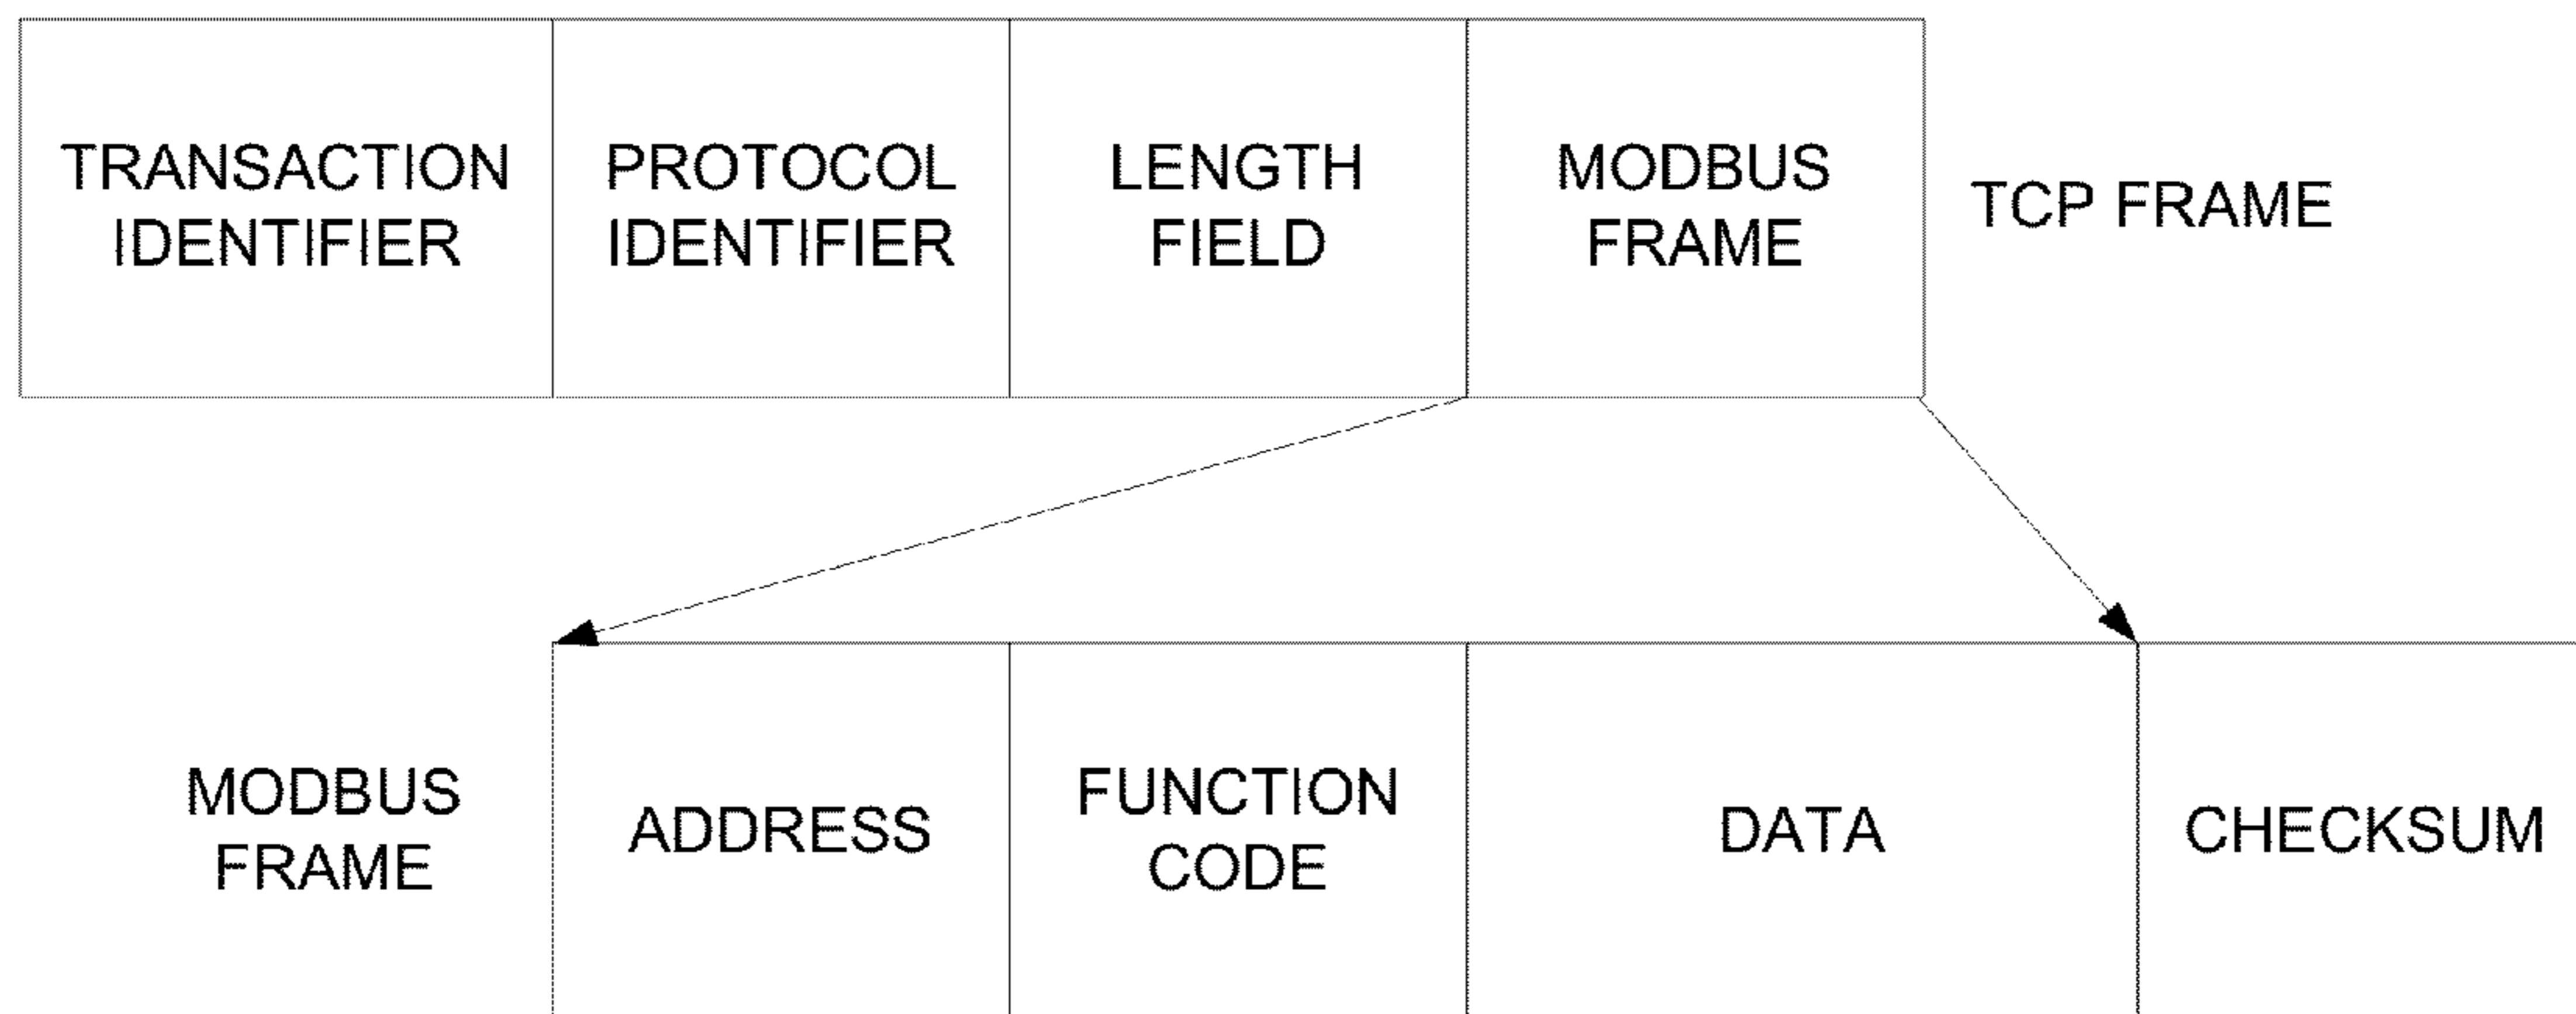 TRANSACTION
IDENTIFIER
PROTOCOL
IDENTIFIER
LENGTH
FIELD
MODBUS
FRAME
TCP FRAME
MODBUS
FRAME
ADDRESS
FUNCTION
CODE
DATA
CHECKSUM